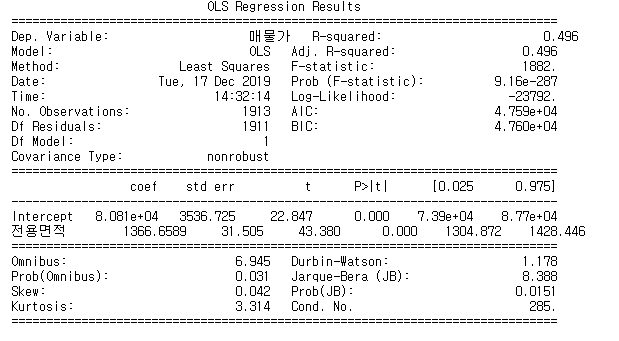 OLS Regression Results
==============================================================================
Dep. Variable: 매물가 R-squared: 0.496
Model: OLS Adj. R-squared: 0.496
Method: Least Squares F-statistic: 1882.
Date: Tue, 17 Dec 2019 Prob (F-statistic): 9.16e-287
Time: 14:32:14 Log-Likelihood: -23792.
No. Observations: 1913 AIC: 4.759e+04
Df Residuals: 1911 BIC: 4.760e+04
Df Model: 1
Covariance Type: nonrobust
==============================================================================
coef std err t P>|t| [0.025 0.975]
------------------------------------------------------------------------------
Intercept 8.081e+04 3536.725 22.847 0.000 7.39e+04 8.77e+04
전용면적 1366.6589 31.505 43.380 0.000 1304.872 1428.446
==============================================================================
Omnibus: 6.945 Durbin-Watson: 1.178
Prob(Omnibus): 0.031 Jarque-Bera (JB): 8.388
Skew: 0.042 Prob(JB): 0.0151
Kurtosis: 3.314 Cond. No. 285.
==============================================================================